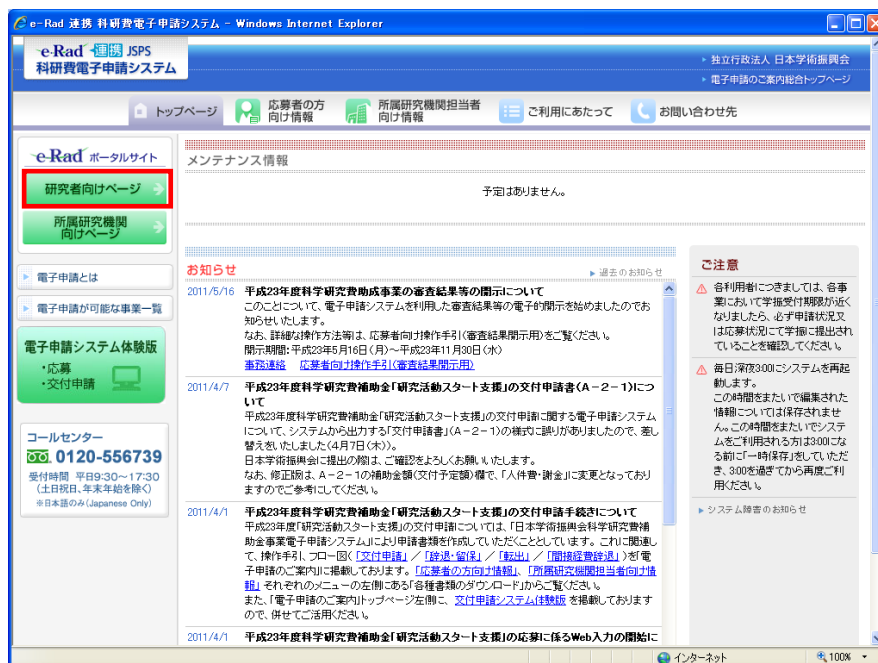 e-Rad 連携 科研費電子申請システム - Windows Internet Explorer
e-Rad 連携 JSPS
科研費電子申請システム
独立行政法人 日本学術振興会
電子申請のご案内総合トップページ
トップページ
応募者の方
向け情報
所属研究機関担当者
向け情報
ご利用にあたって
お問い合わせ先
e-Rad ポータルサイト
研究者向けページ
所属研究機関
向けページ
電子申請とは
電子申請が可能な事業一覧
電子申請システム体験版
・応募
・交付申請
コールセンター
0120-556739
受付時間 平日9:30～17:30
(土日祝日、年末年始を除く)
※日本語のみ(Japanese Only)
メンテナンス情報
予定はありません。
お知らせ
過去のお知らせ
2011/5/16 平成23年度科学研究費助成事業の審査結果等の開示について
このことについて、電子申請システムを利用した審査結果等の電子的開示を始めましたのでお
知らせいたします。
なお、詳細な操作方法等は、応募者向け操作手引(審査結果開示用)をご覧ください。
開示期間:平成23年5月16日(月)～平成23年11月30日(水)
事務連絡 応募者向け操作手引(審査結果開示用)
2011/4/7 平成23年度科学研究費補助金「研究活動スタート支援」の交付申請書(A－2－1)につ
いて
平成23年度科学研究費補助金「研究活動スタート支援」の交付申請に関する電子申請システム
について、システムから出力する「交付申請書」(A－2－1)の様式に誤りがありましたので、差し
替えをいたしました(4月7日(木))。
日本学術振興会に提出の際は、ご確認をよろしくお願いいたします。
なお、修正版は、A－2－1の補助金額(交付予定額)欄で、「人件費・謝金」に変更となっており
ますのでご参考にしてください。
2011/4/1 平成23年度科学研究費補助金「研究活動スタート支援」の交付申請手続きについて
平成23年度「研究活動スタート支援」の交付申請については、「日本学術振興会科学研究費補
助金事業電子申請システム」により申請書類を作成していただくこととしています。これに関連し
て、操作手引、フロー図(「交付申請」／「辞退・留保」／「転出」／「間接経費辞退」)を「電
子申請のご案内」に掲載しております。「応募者の方向け情報」、「所属研究機関担当者向け情
報」それぞれのメニューの左側にある「各種書類のダウンロード」からご覧ください。
また、「電子申請のご案内」トップページ左側に、交付申請システム体験版 を掲載しております
ので、併せてご活用ください。
2011/4/1 平成23年度科学研究費補助金「研究活動スタート支援」の応募に係るWeb入力の開始に
ご注意
各利用者につきましては、各事
業において学振受付期限が近く
なりましたら、必ず申請状況又
は応募状況にて学振に提出され
ていることを確認してください。
毎日深夜3:00にシステムを再起
動します。
この時間をまたいで編集された
情報については保存されませ
ん。この時間をまたいでシステ
ムをご利用される方は3:00にな
る前に「一時保存」をしていただ
き、3:00を過ぎてから再度ご利
用ください。
システム障害のお知らせ
インターネット
100%